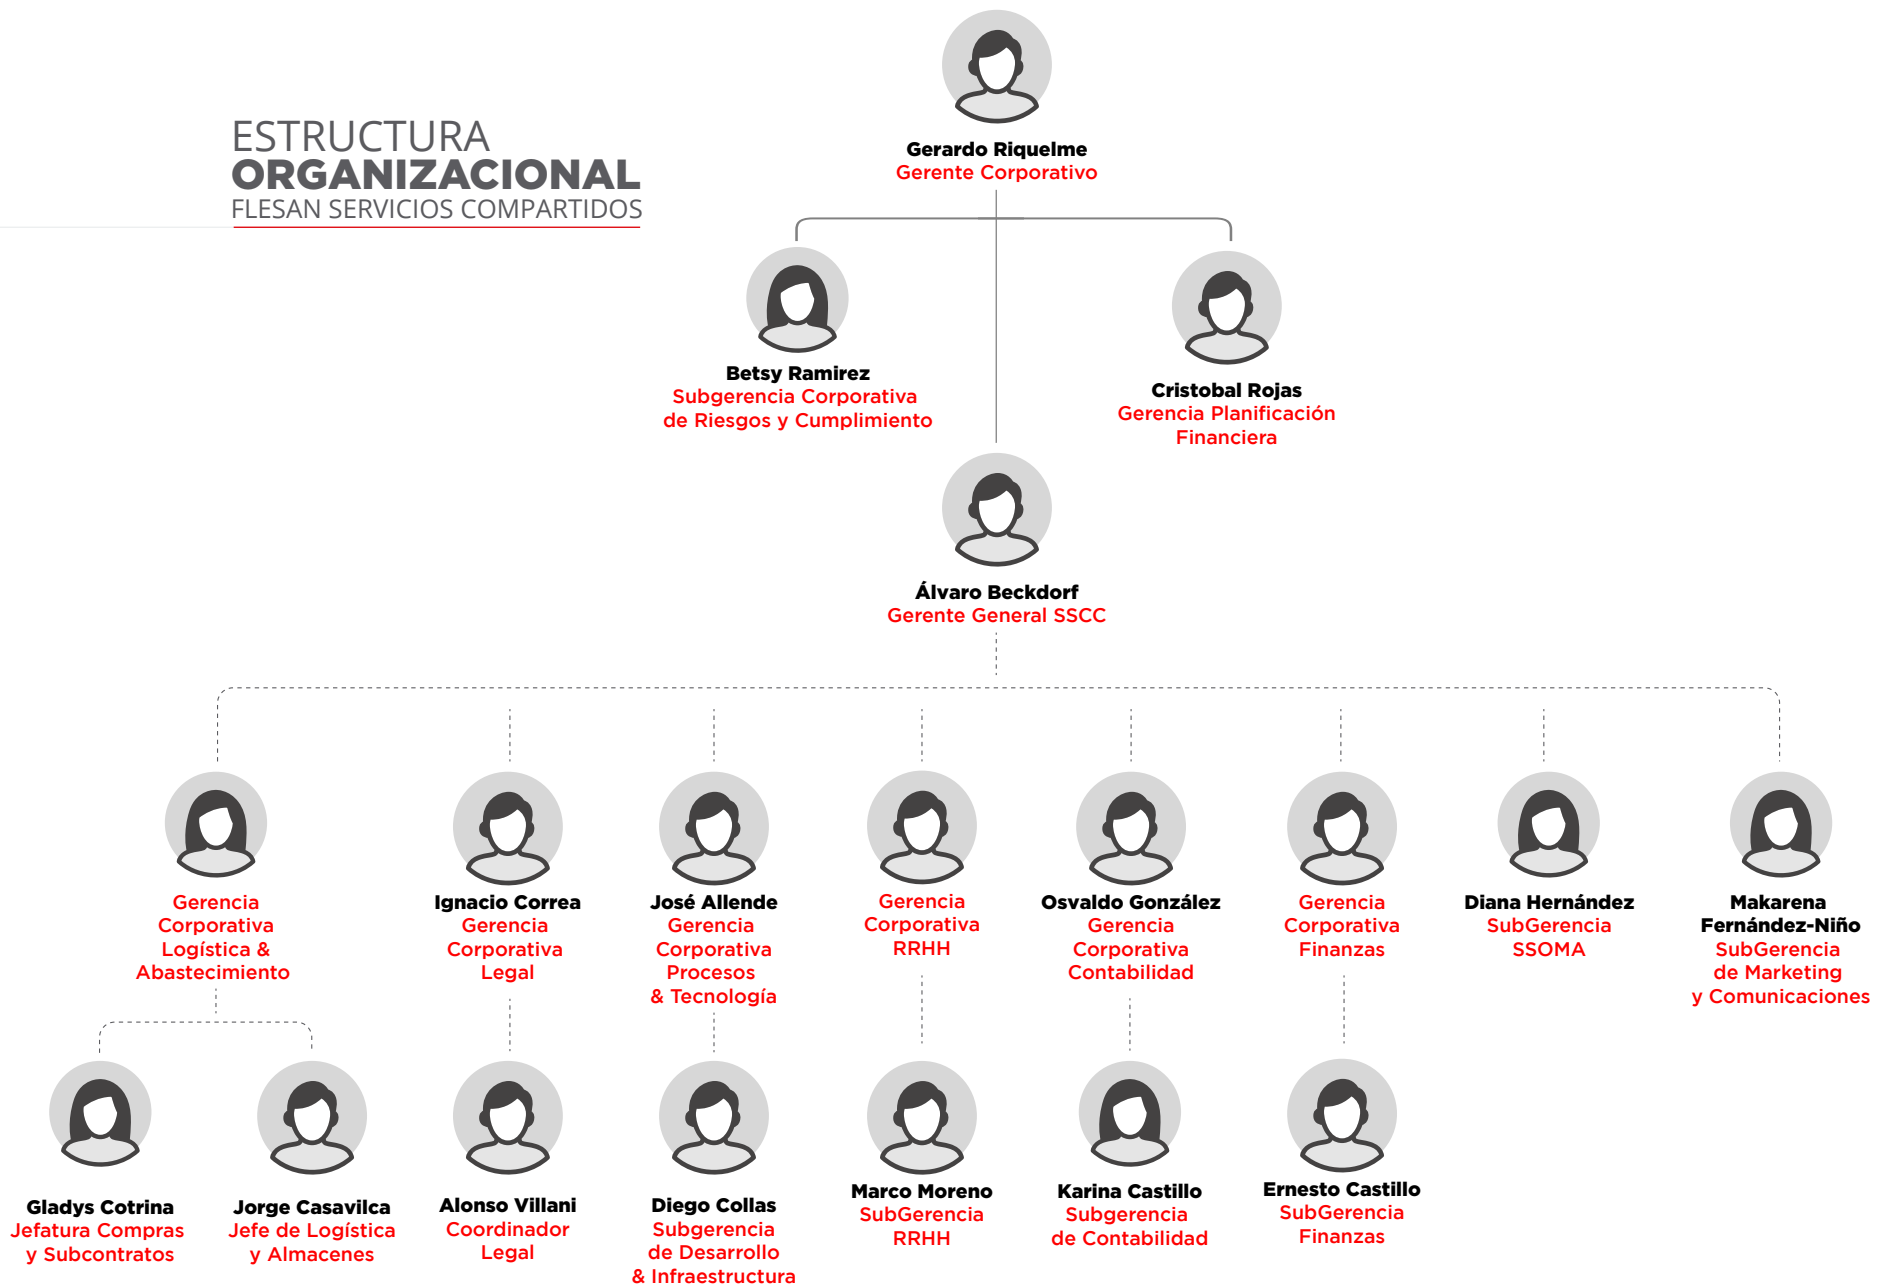 ESTRUCTURA
ORGANIZACIONAL
FLESAN SERVICIOS COMPARTIDOS
Gerardo Riquelme
Gerente Corporativo
Betsy Ramirez
Subgerencia Corporativa
de Riesgos y Cumplimiento
Cristobal Rojas
Gerencia Planificación
Financiera
Álvaro Beckdorf
Gerente General SSCC
Gerencia
Corporativa
Logística &
Abastecimiento
Ignacio Correa
Gerencia
Corporativa
Legal
José Allende
Gerencia
Corporativa
Procesos
& Tecnología
Gerencia
Corporativa
RRHH
Osvaldo González
Gerencia
Corporativa
Contabilidad
Gerencia
Corporativa
Finanzas
Diana Hernández
SubGerencia
SSOMA
Makarena
Fernández-Niño
SubGerencia
de Marketing
y Comunicaciones
Gladys Cotrina
Jefatura Compras
y Subcontratos
Jorge Casavilca
Jefe de Logística
y Almacenes
Alonso Villani
Coordinador
Legal
Diego Collas
Subgerencia
de Desarrollo
& Infraestructura
Marco Moreno
SubGerencia
RRHH
Karina Castillo
Subgerencia
de Contabilidad
Ernesto Castillo
SubGerencia
Finanzas